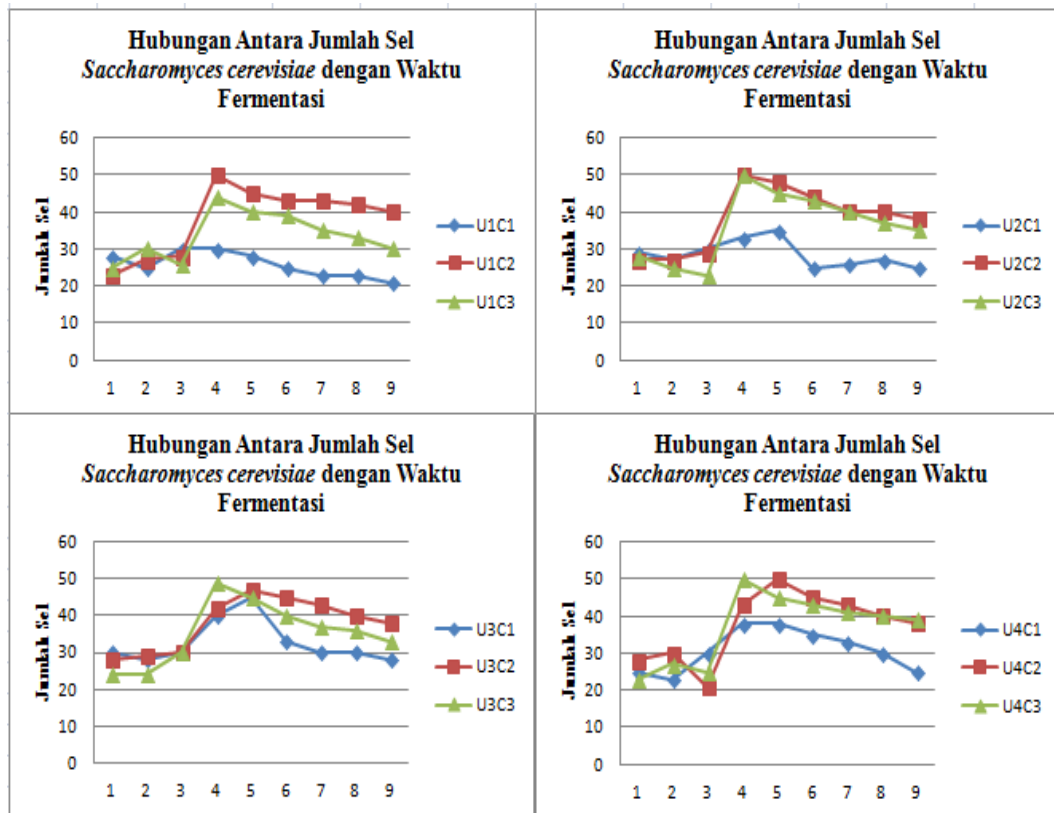 Hubungan Antara Jumlah Sel
Saccharomyces cerevisiae dengan Waktu
Fermentasi
Jumlah Sel
60
50
40
30
20
10
0
1 2 3 4 5 6 7 8 9
U1C1
U1C2
U1C3
Hubungan Antara Jumlah Sel
Saccharomyces cerevisiae dengan Waktu
Fermentasi
Jumlah Sel
60
50
40
30
20
10
0
1 2 3 4 5 6 7 8 9
U2C1
U2C2
U2C3
Hubungan Antara Jumlah Sel
Saccharomyces cerevisiae dengan Waktu
Fermentasi
Jumlah Sel
60
50
40
30
20
10
0
1 2 3 4 5 6 7 8 9
U3C1
U3C2
U3C3
Hubungan Antara Jumlah Sel
Saccharomyces cerevisiae dengan Waktu
Fermentasi
Jumlah Sel
60
50
40
30
20
10
0
1 2 3 4 5 6 7 8 9
U4C1
U4C2
U4C3